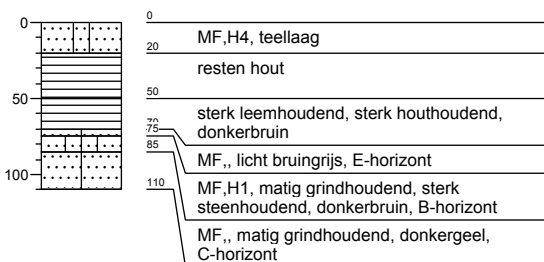 0
0
MF,H4, teellaag
20
resten hout
50
50
sterk leemhoudend, sterk houthoudend,
donkerbruin
70
75
MF,, licht bruingrijs, E-horizont
85
MF,H1, matig grindhoudend, sterk
steenhoudend, donkerbruin, B-horizont
100
110
MF,, matig grindhoudend, donkergeel,
C-horizont